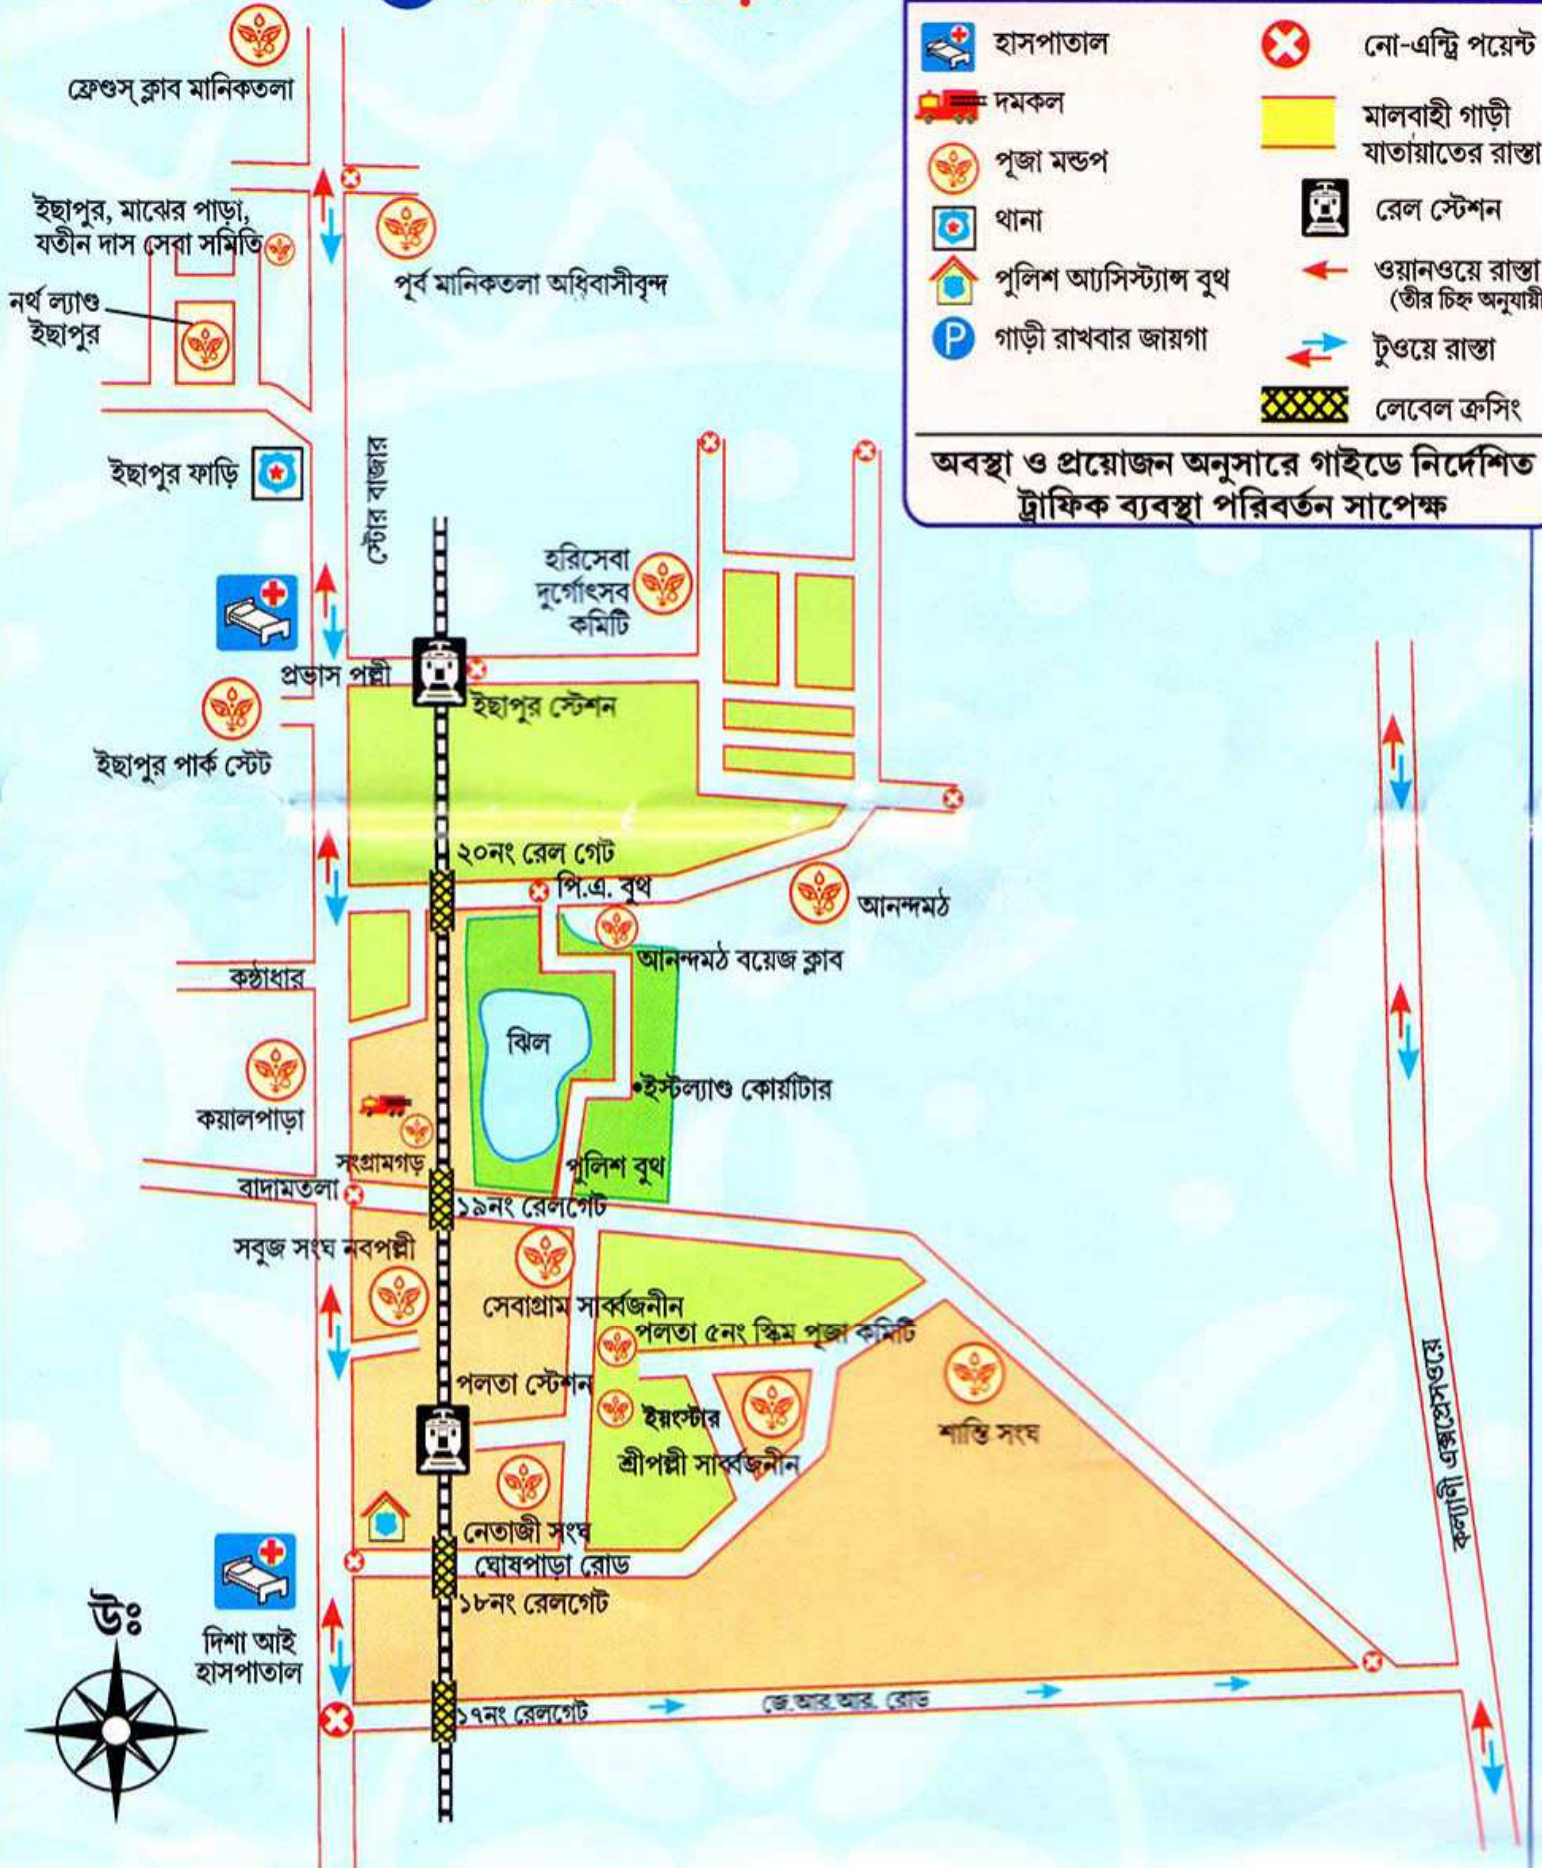 ফ্রেণ্ডস্ ক্লাব মানিকতলা
ইছাপুর, মাঝের পাড়া,
যতীন দাস সেবা সমিতি
নর্থ ল্যাণ্ড
ইছাপুর
পূর্ব মানিকতলা অধিবাসীবৃন্দ
হাসপাতাল
দমকল
পূজা মন্ডপ
থানা
পুলিশ অ্যাসিস্ট্যান্স বুথ
P গাড়ী রাখবার জায়গা
নো-এন্ট্রি পয়েন্ট
মালবাহী গাড়ী
যাতায়াতের রাস্তা
রেল স্টেশন
ওয়ানওয়ে রাস্তা
(তীর চিহ্ন অনুযায়ী
টুওয়ে রাস্তা
লেবেল ক্রসিং
অবস্থা ও প্রয়োজন অনুসারে গাইডে নির্দেশিত
ট্রাফিক ব্যবস্থা পরিবর্তন সাপেক্ষ
ইছাপুর ফাড়ি
স্টোর বাজার
হরিসেবা
দুর্গোৎসব
কমিটি
প্রভাস পল্লী
ইছাপুর স্টেশন
ইছাপুর পার্ক স্টেট
২০নং রেল গেট
পি.এ. বুথ
আনন্দমঠ
আনন্দমঠ বয়েজ ক্লাব
কন্ঠাধার
ঝিল
ইস্টল্যাণ্ড কোর্য়াটার
কয়ালপাড়া
সংগ্রামগড়
পুলিশ বুথ
বাদামতলা
১৯নং রেলগেট
সবুজ সংঘ নবপল্লী
সেবাগ্রাম সার্ব্বজনীন
পলতা ৫নং স্কিম পূজা কমিটি
পলতা স্টেশন
ইয়ংস্টার
শান্তি সংঘ
শ্রীপল্লী সার্ব্বজনীন
কল্যাণী এক্সপ্রেসওয়ে
নেতাজী সংঘ
ঘোষপাড়া রোড
১৮নং রেলগেট
উঃ
দিশা আই
হাসপাতাল
১৭নং রেলগেট
জে.আর.আর. রোড